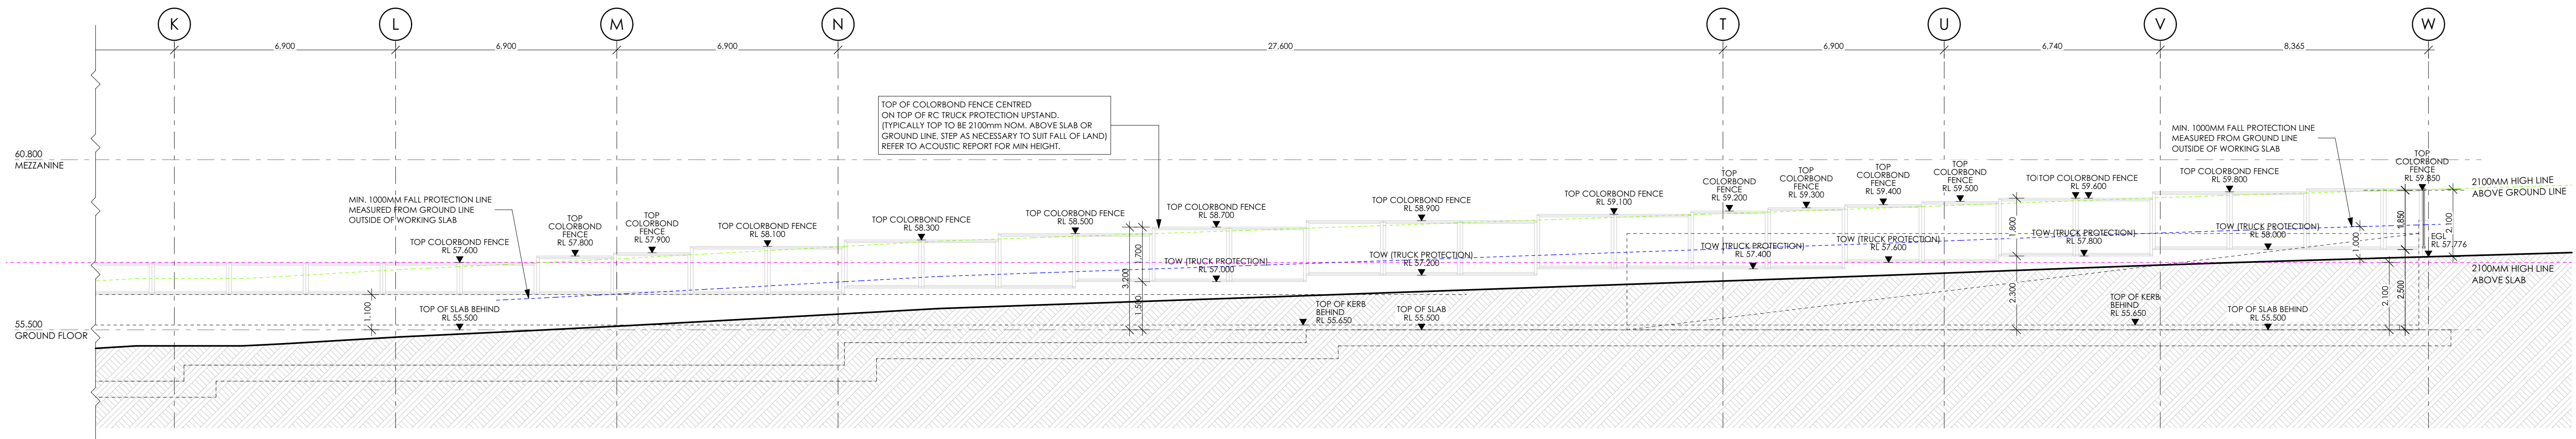 K
L
M
N
T
U
V
W
6,900
6,900
6,900
27,600
6,900
6,740
8,365
TOP OF COLORBOND FENCE CENTRED
ON TOP OF RC TRUCK PROTECTION UPSTAND.
(TYPICALLY TOP TO BE 2100mm NOM. ABOVE SLAB OR
GROUND LINE, STEP AS NECESSARY TO SUIT FALL OF LAND)
REFER TO ACOUSTIC REPORT FOR MIN HEIGHT.
MIN. 1000MM FALL PROTECTION LINE
MEASURED FROM GROUND LINE
OUTSIDE OF WORKING SLAB
60.800
MEZZANINE
MIN. 1000MM FALL PROTECTION LINE
MEASURED FROM GROUND LINE
OUTSIDE OF WORKING SLAB
TOP COLORBOND FENCE
RL 57.600
TOP
COLORBOND
FENCE
RL 57.800
TOP
COLORBOND
FENCE
RL 57.900
TOP COLORBOND FENCE
RL 58.100
TOP COLORBOND FENCE
RL 58.300
TOP COLORBOND FENCE
RL 58.500
TOP COLORBOND FENCE
RL 58.700
TOP COLORBOND FENCE
RL 58.900
TOP COLORBOND FENCE
RL 59.100
TOP
COLORBOND
FENCE
RL 59.200
TOP
COLORBOND
FENCE
RL 59.300
TOP
COLORBOND
FENCE
RL 59.400
TOP
COLORBOND
FENCE
RL 59.500
TOP COLORBOND FENCE
RL 59.600
TOP COLORBOND FENCE
RL 59.800
TOP
COLORBOND
FENCE
RL 59.850
2100MM HIGH LINE
ABOVE GROUND LINE
TOW (TRUCK PROTECTION)
RL 57.000
TOW (TRUCK PROTECTION)
RL 57.200
TOW (TRUCK PROTECTION)
RL 57.400
TOW (TRUCK PROTECTION)
RL 57.600
TOW (TRUCK PROTECTION)
RL 57.800
TOW (TRUCK PROTECTION)
RL 58.000
EGL
RL 57.776
2100MM HIGH LINE
ABOVE SLAB
1,100
3,200
1,700
1,500
1,800
2,300
1,000
2,100
1,850
2,500
2,100
55.500
GROUND FLOOR
TOP OF SLAB BEHIND
RL 55.500
TOP OF KERB
BEHIND
RL 55.650
TOP OF SLAB
RL 55.500
TOP OF KERB
BEHIND
RL 55.650
TOP OF SLAB BEHIND
RL 55.500